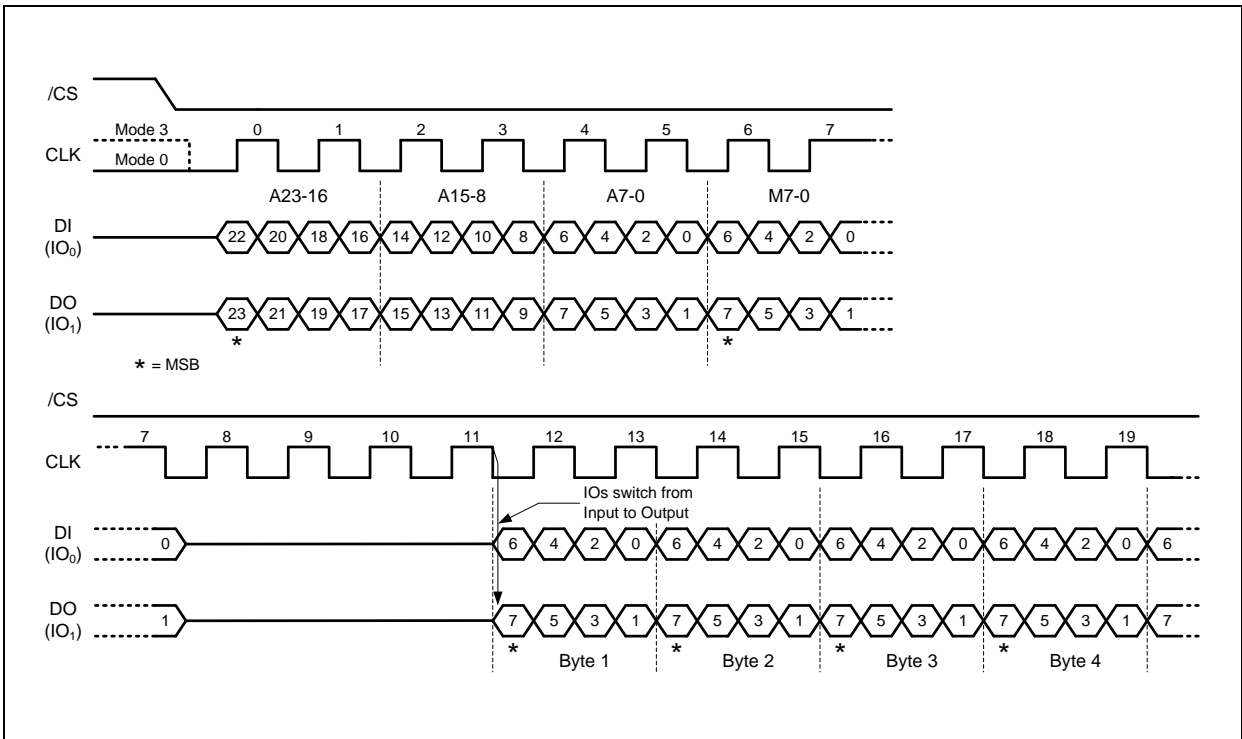 /CS
Mode 3
CLK
Mode 0
0 1 2 3 4 5 6 7
A23-16 A15-8 A7-0 M7-0
DI
(IO0)
22 20 18 16 14 12 10 8 6 4 2 0 6 4 2 0
DO
(IO1)
23 21 19 17 15 13 11 9 7 5 3 1 7 5 3 1
* *
* = MSB
/CS
7 8 9 10 11 12 13 14 15 16 17 18 19
CLK
IOs switch from
Input to Output
DI
(IO0)
0 6 4 2 0 6 4 2 0 6 4 2 0 6 4 2 0 6
DO
(IO1)
1 7 5 3 1 7 5 3 1 7 5 3 1 7 5 3 1 7
* * * *
Byte 1 Byte 2 Byte 3 Byte 4